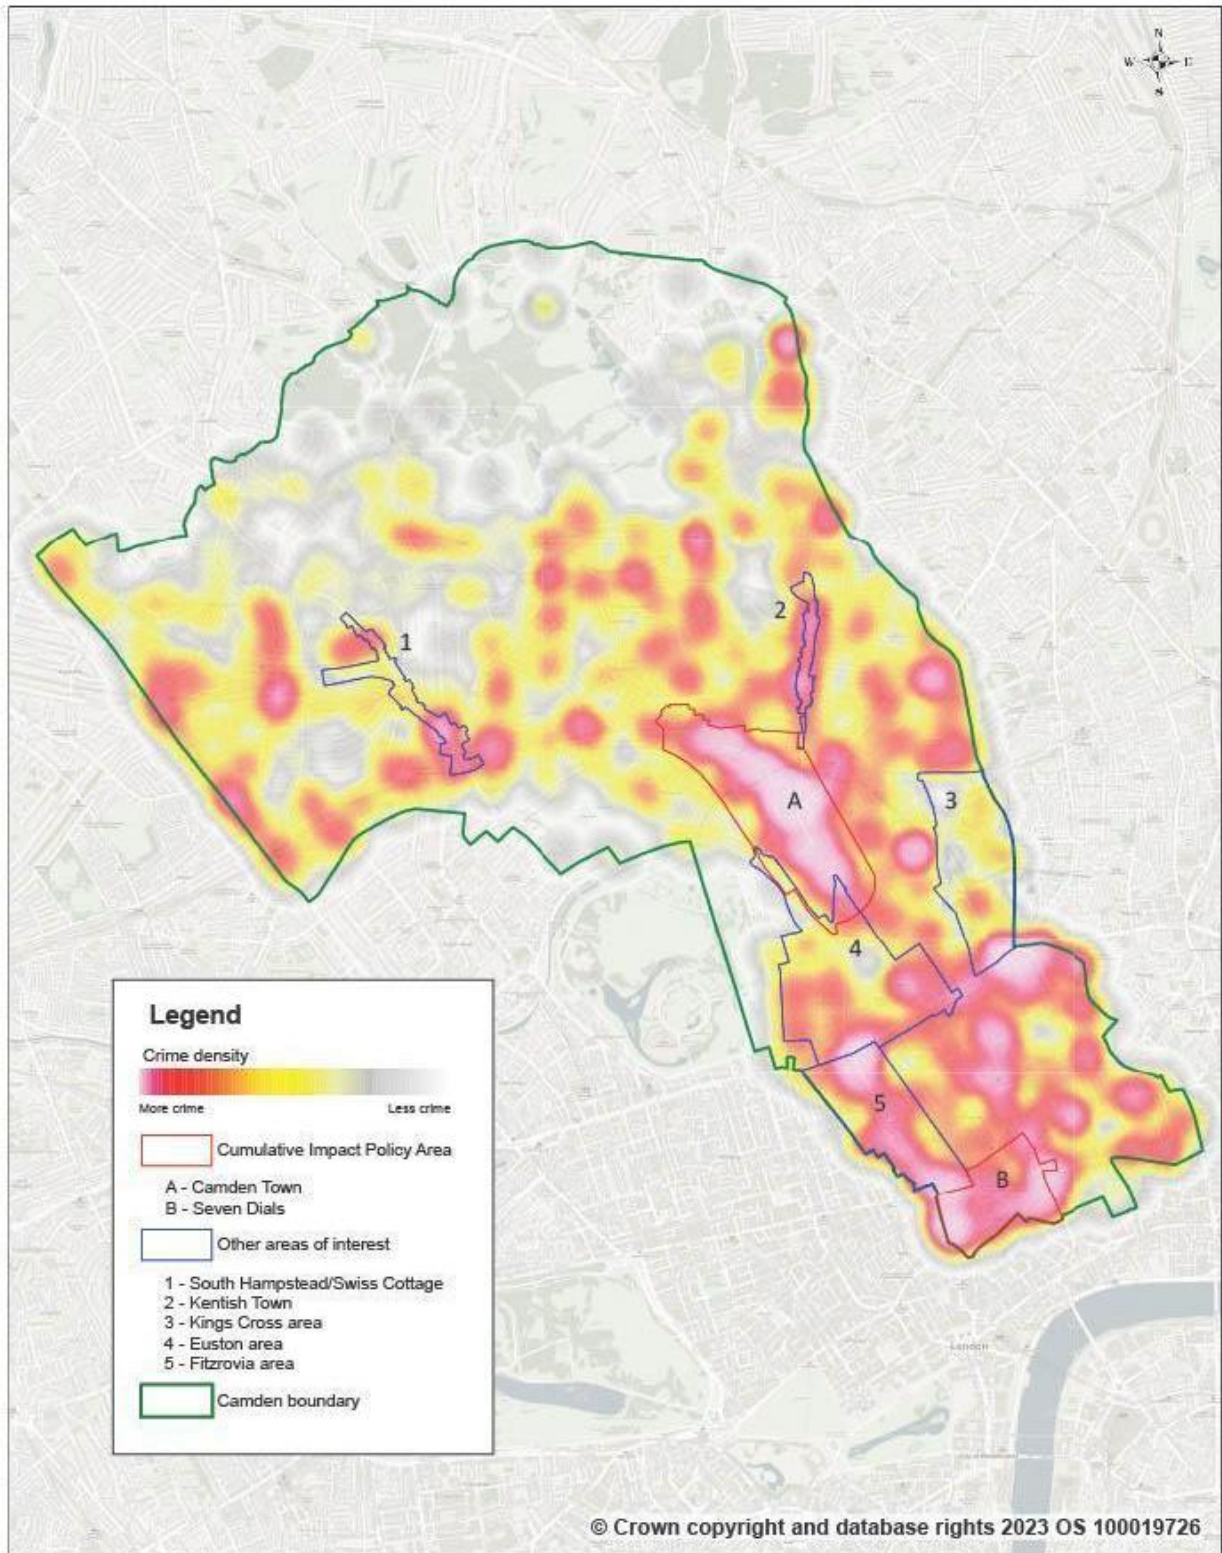 N
W E
S
1
2
A
3
4
5
B
Legend
Crime density
More crime Less crime
Cumulative Impact Policy Area
A - Camden Town
B - Seven Dials
Other areas of interest
1 - South Hampstead/Swiss Cottage
2 - Kentish Town
3 - Kings Cross area
4 - Euston area
5 - Fitzrovia area
Camden boundary
London
© Crown copyright and database rights 2023 OS 100019726